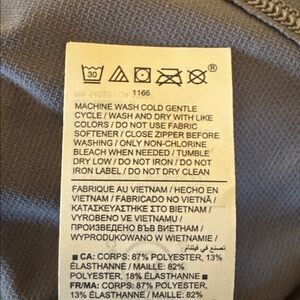 30 ®
1166
MACHINE WASH COLD GENTLE
CYCLE / WASH AND DRY WITH LIKE
COLORS / DO NOT USE FABRIC
SOFTENER / CLOSE ZIPPER BEFORE
WASHING / ONLY NON-CHLORINE
BLEACH WHEN NEEDED / TUMBLE
DRY LOW / DO NOT IRON / DO NOT
IRON LABEL / DO NOT DRY CLEAN
FABRIQUE AU VIETNAM / HECHO EN
VIETNAM / FABRICADO NO VIETNÃ /
ΚΑΤΑΣΚΕΥΑΣΤΗΚΕ ΣΤΟ ΒΙΕΤΝΑΜ /
VYROBENO VE VIETNAMU /
ПРОИЗВЕДЕНО ВЪВ ВИЕТНАМ /
WYPRODUKOWANO W WIETNAMIE /
صنع في فيتنام
CA: CORPS: 87% POLYESTER, 13%
ÉLASTHANNE / MAILLE: 82%
POLYESTER, 18% ÉLASTHANNE
FR/MA: CORPS: 87% POLYESTER,
13% ÉLASTHANNE / MAILLE: 82%